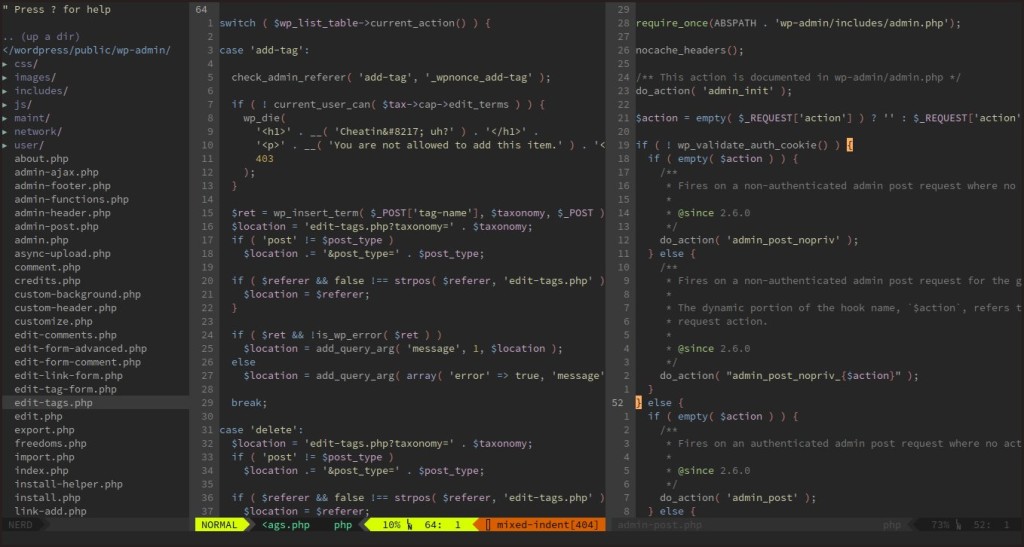 " Press ? for help
.. (up a dir)
</wordpress/public/wp-admin/
▸ css/
▸ images/
▸ includes/
▸ js/
▸ maint/
▸ network/
▸ user/
about.php
admin-ajax.php
admin-footer.php
admin-functions.php
admin-header.php
admin-post.php
admin.php
async-upload.php
comment.php
credits.php
custom-background.php
custom-header.php
customize.php
edit-comments.php
edit-form-advanced.php
edit-form-comment.php
edit-link-form.php
edit-tag-form.php
edit-tags.php
edit.php
export.php
freedoms.php
import.php
index.php
install-helper.php
install.php
link-add.php
NERD
64
1 switch ( $wp_list_table->current_action() ) {
2
3 case 'add-tag':
4
5 check_admin_referer( 'add-tag', '_wpnonce_add-tag' );
6
7 if ( ! current_user_can( $tax->cap->edit_terms ) ) {
8 wp_die(
9 '<h1>' . __( 'Cheatin&#8217; uh?' ) . '</h1>' .
10 '<p>' . __( 'You are not allowed to add this item.' ) . '<
11 403
12 );
13 }
14
15 $ret = wp_insert_term( $_POST['tag-name'], $taxonomy, $_POST )
16 $location = 'edit-tags.php?taxonomy=' . $taxonomy;
17 if ( 'post' != $post_type )
18 $location .= '&post_type=' . $post_type;
19
20 if ( $referer && false !== strpos( $referer, 'edit-tags.php' )
21 $location = $referer;
22 }
23
24 if ( $ret && !is_wp_error( $ret ) )
25 $location = add_query_arg( 'message', 1, $location );
26 else
27 $location = add_query_arg( array( 'error' => true, 'message'
28
29 break;
30
31 case 'delete':
32 $location = 'edit-tags.php?taxonomy=' . $taxonomy;
33 if ( 'post' != $post_type )
34 $location .= '&post_type=' . $post_type;
35
36 if ( $referer && false !== strpos( $referer, 'edit-tags.php' )
37 $location = $referer;
NORMAL <ags.php php 10% 64: 1 mixed-indent[404]
29
28 require_once(ABSPATH . 'wp-admin/includes/admin.php');
27
26 nocache_headers();
25
24 /** This action is documented in wp-admin/admin.php */
23 do_action( 'admin_init' );
22
21 $action = empty( $_REQUEST['action'] ) ? '' : $_REQUEST['action'
20
19 if ( ! wp_validate_auth_cookie() ) {
18 if ( empty( $action ) ) {
17 /**
16 * Fires on a non-authenticated admin post request where no
15 *
14 * @since 2.6.0
13 */
12 do_action( 'admin_post_nopriv' );
11 } else {
10 /**
9 * Fires on a non-authenticated admin post request for the g
8 *
7 * The dynamic portion of the hook name, `$action`, refers t
6 * request action.
5 *
4 * @since 2.6.0
3 */
2 do_action( "admin_post_nopriv_{$action}" );
1 }
52 } else {
1 if ( empty( $action ) ) {
2 /**
3 * Fires on an authenticated admin post request where no act
4 *
5 * @since 2.6.0
6 */
7 do_action( 'admin_post' );
8 } else {
admin-post.php php 73% 52: 1